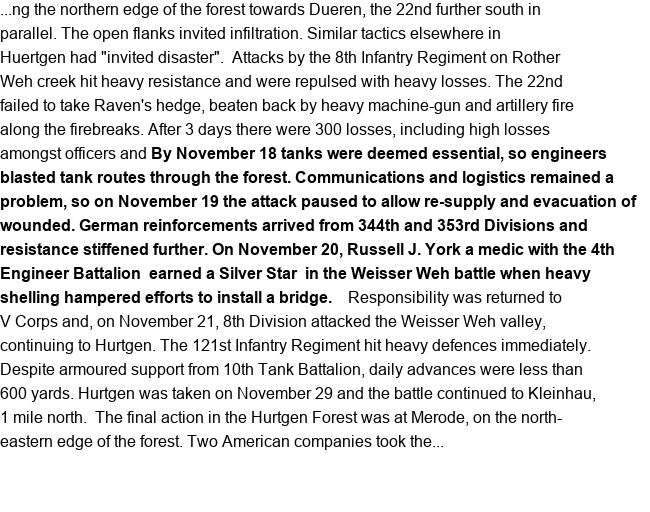 ...ng the northern edge of the forest towards Dueren, the 22nd further south in
parallel. The open flanks invited infiltration. Similar tactics elsewhere in
Huertgen had "invited disaster".  Attacks by the 8th Infantry Regiment on Rother
Weh creek hit heavy resistance and were repulsed with heavy losses. The 22nd
failed to take Raven's hedge, beaten back by heavy machine-gun and artillery fire
along the firebreaks. After 3 days there were 300 losses, including high losses
amongst officers and By November 18 tanks were deemed essential, so engineers
blasted tank routes through the forest. Communications and logistics remained a
problem, so on November 19 the attack paused to allow re-supply and evacuation of
wounded. German reinforcements arrived from 344th and 353rd Divisions and
resistance stiffened further. On November 20, Russell J. York a medic with the 4th
Engineer Battalion  earned a Silver Star  in the Weisser Weh battle when heavy
shelling hampered efforts to install a bridge.    Responsibility was returned to
V Corps and, on November 21, 8th Division attacked the Weisser Weh valley,
continuing to Hurtgen. The 121st Infantry Regiment hit heavy defences immediately.
Despite armoured support from 10th Tank Battalion, daily advances were less than
600 yards. Hurtgen was taken on November 29 and the battle continued to Kleinhau,
1 mile north.  The final action in the Hurtgen Forest was at Merode, on the north-
eastern edge of the forest. Two American companies took the...